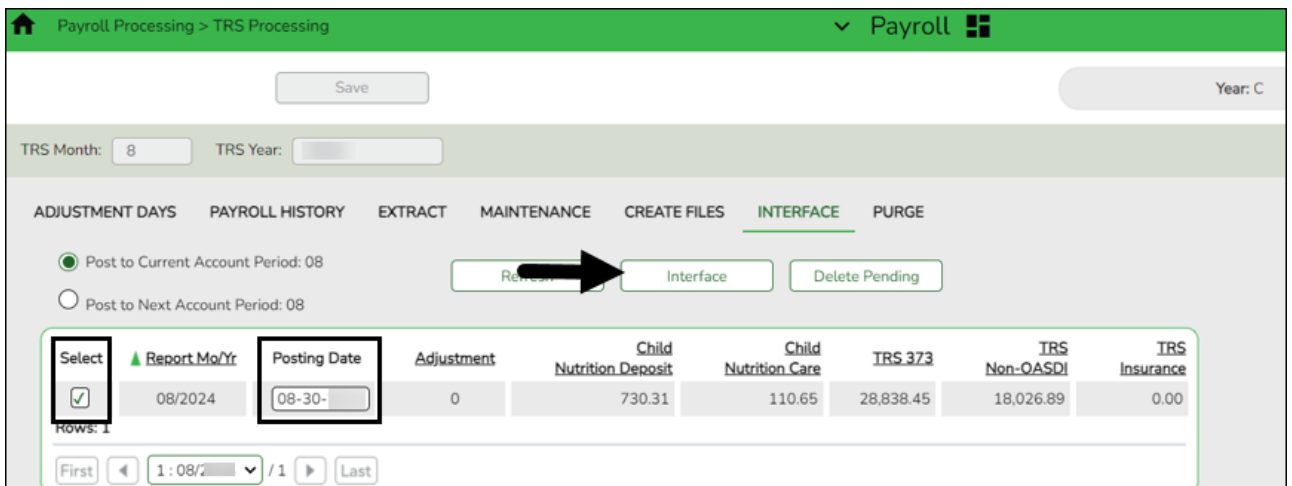 Payroll Processing > TRS Processing
Payroll
Save
Year: C
TRS Month: 8 TRS Year:
ADJUSTMENT DAYS PAYROLL HISTORY EXTRACT MAINTENANCE CREATE FILES INTERFACE PURGE
Post to Current Account Period: 08
Interface Delete Pending
Post to Next Account Period: 08
Select Report Mo/Yr Posting Date Adjustment Child Nutrition Deposit Child Nutrition Care TRS 373 TRS Non-OASDI TRS Insurance
08/2024 08-30- 0 730.31 110.65 28,838.45 18,026.89 0.00
Rows: 1
First 1 : 08/ / 1 Last